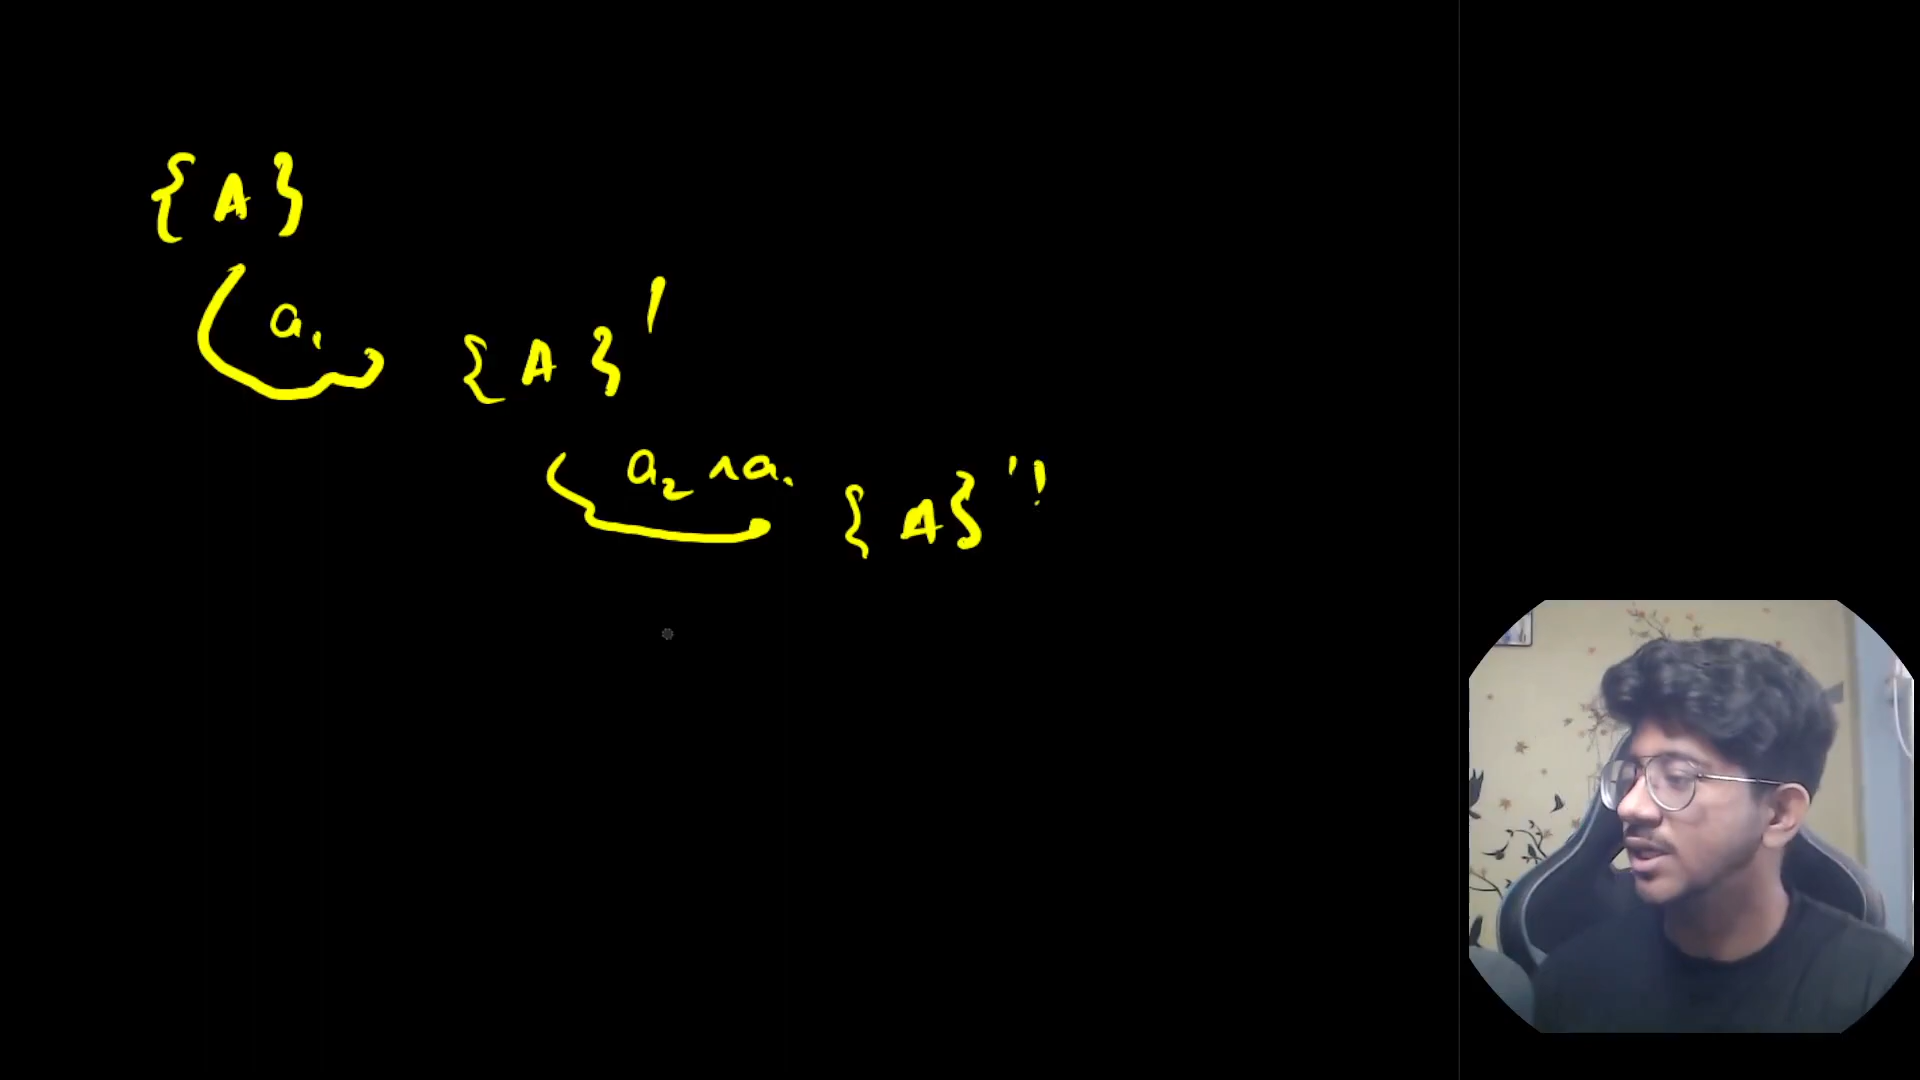 {A}
a₁ {A}'
a₂ ∧ a₁ {A}''